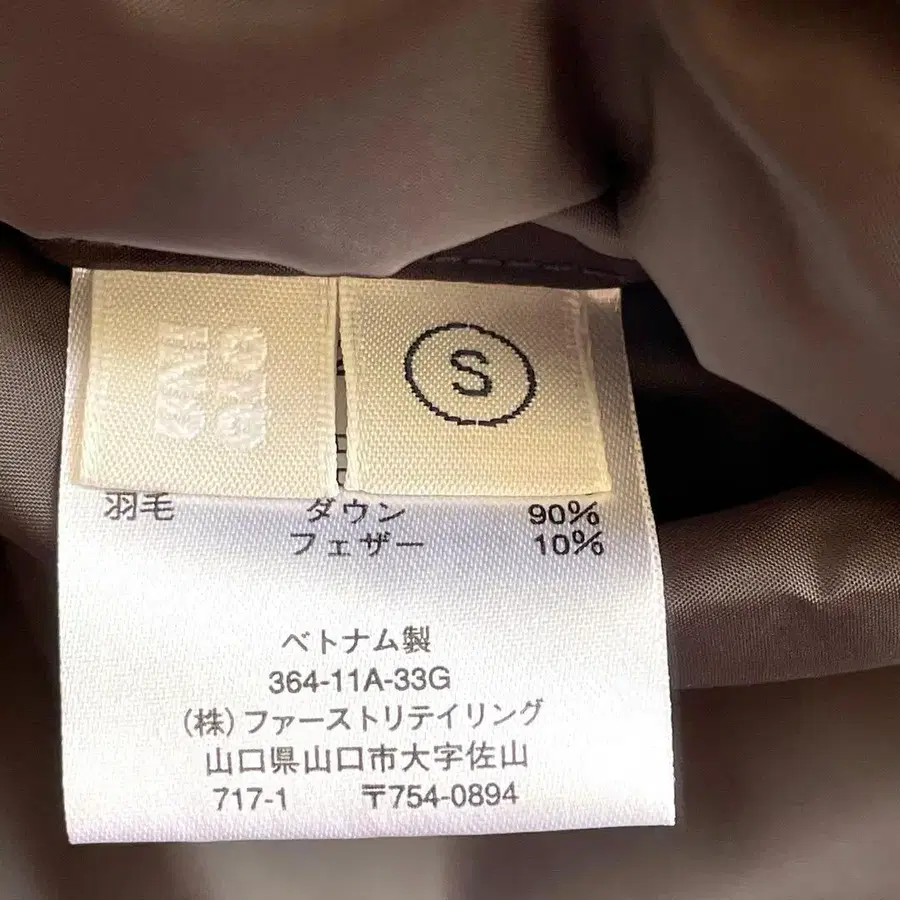 S
羽毛 ダウン 90%
フェザー 10%
ベトナム製
364-11A-33G
(株)ファーストリテイリング
山口県山口市大字佐山
717-1 〒754-0894